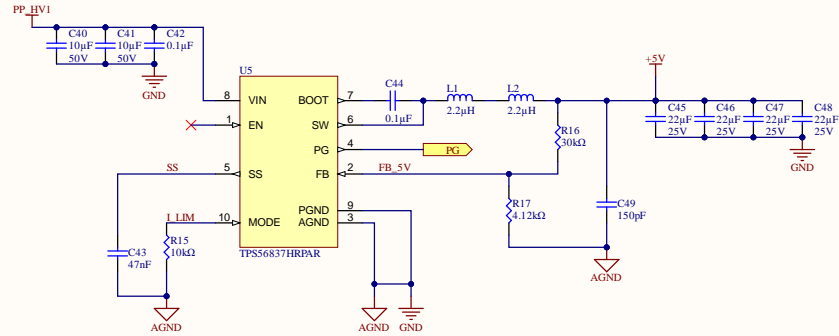 PP_HV1
C40
10µF
50V
C41
10µF
50V
C42
0.1µF
GND
U5
8
VIN
1
EN
5
SS
10
MODE
BOOT
7
SW
6
PG
4
FB
2
PGND
9
AGND
3
TPS56837HRPAR
SS
I_LIM
C43
47nF
R15
10kΩ
AGND
C44
0.1µF
L1
2.2µH
L2
2.2µH
PG
FB_5V
R16
30kΩ
R17
4.12kΩ
C49
150pF
AGND
AGND
GND
+5V
C45
22µF
25V
C46
22µF
25V
C47
22µF
25V
C48
22µF
25V
GND